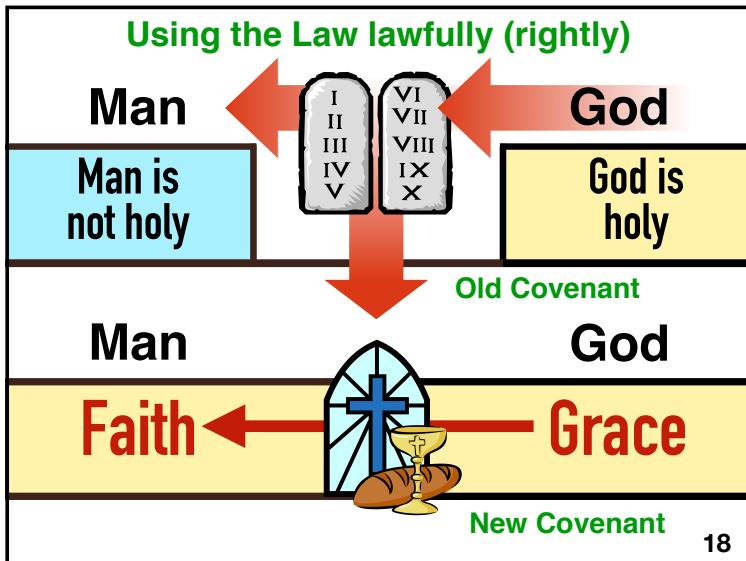 Using the Law lawfully (rightly)
Man
God
I
II
III
IV
V
VI
VII
VIII
IX
X
Man is
not holy
God is
holy
Old Covenant
Man
God
Faith
Grace
New Covenant
18